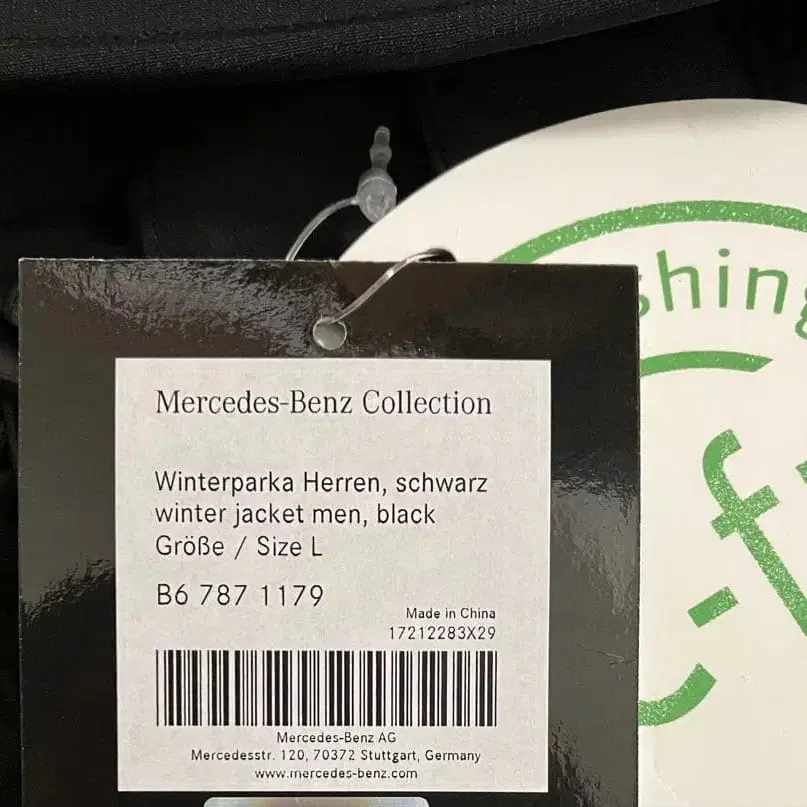 Mercedes-Benz Collection
Winterparka Herren, schwarz
winter jacket men, black
Größe / Size L
B6 787 1179
Made in China
17212283X29
Mercedes-Benz AG
Mercedesstr. 120, 70372 Stuttgart, Germany
www.mercedes-benz.com